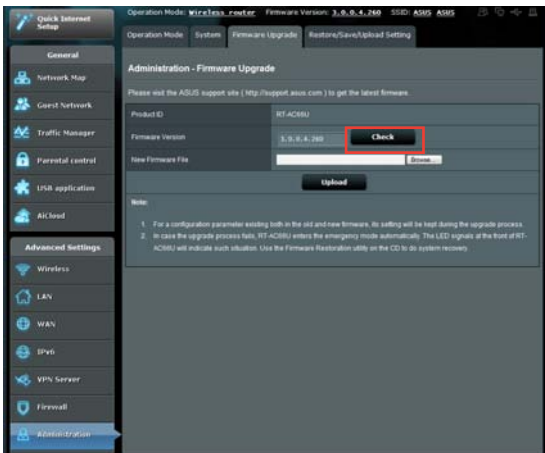 Quick Internet
Setup
Operation Mode: Wireless router Firmware Version: 3.0.0.4.260 SSID: ASUS ASUS
Operation Mode System Firmware Upgrade Restore/Save/Upload Setting
General
Network Map
Guest Network
Traffic Manager
Parental control
USB application
AiCloud
Advanced Settings
Wireless
LAN
WAN
IPv6
VPN Server
Firewall
Administration
Administration - Firmware Upgrade
Please visit the ASUS support site ( http://support.asus.com ) to get the latest firmware.
Product ID RT-AC66U
Firmware Version 3.0.0.4.260 Check
New Firmware File Browse...
Upload
Note:
1. For a configuration parameter existing both in the old and new firmware, its setting will be kept during the upgrade process.
2. In case the upgrade process fails, RT-AC66U enters the emergency mode automatically. The LED signals at the front of RT-
AC66U will indicate such situation. Use the Firmware Restoration utility on the CD to do system recovery.